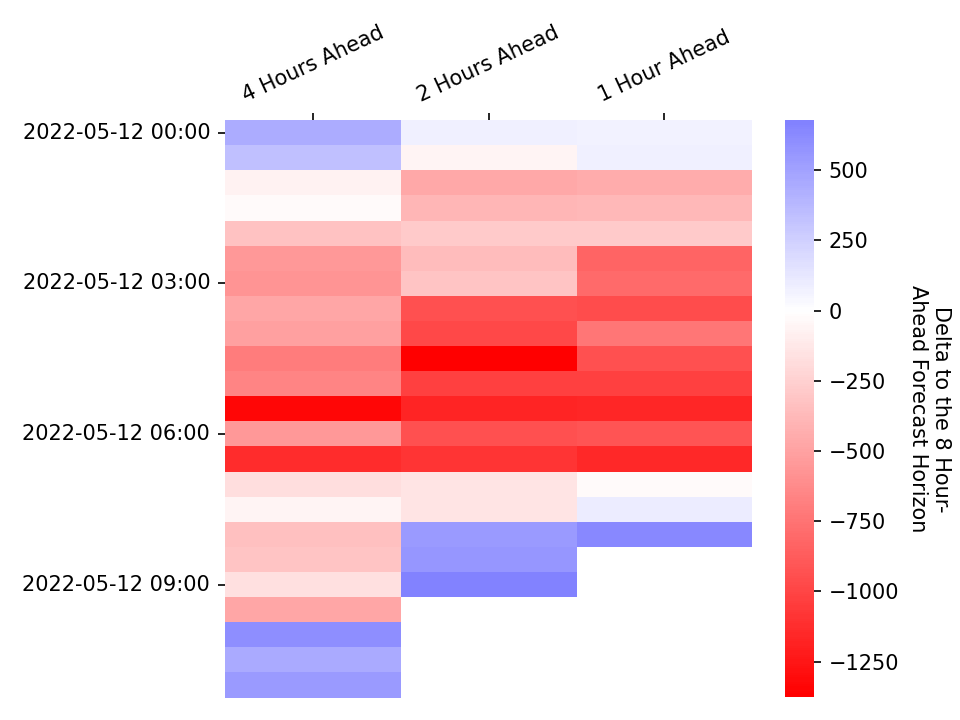 4 Hours Ahead
2 Hours Ahead
1 Hour Ahead
2022-05-12 00:00
2022-05-12 03:00
2022-05-12 06:00
2022-05-12 09:00
500
250
0
−250
−500
−750
−1000
−1250
Delta to the 8 Hour-
Ahead Forecast Horizon